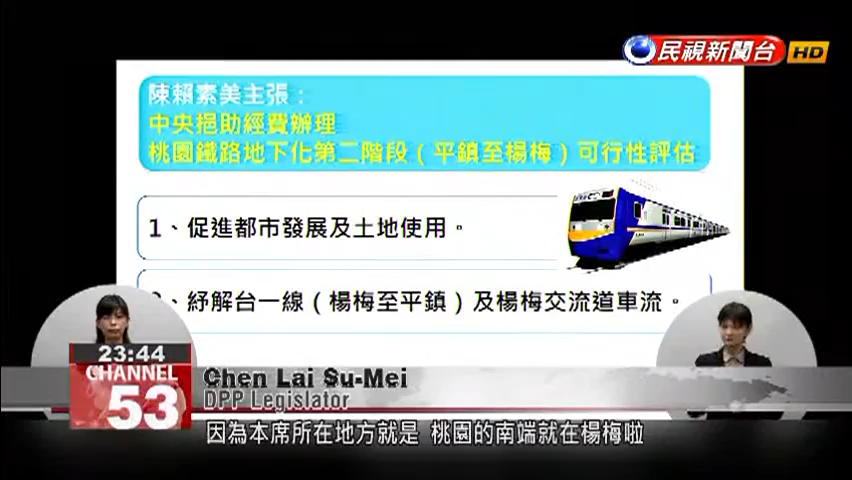 民視新聞台 HD
陳賴素美主張：
中央挹助經費辦理
桃園鐵路地下化第二階段（平鎮至楊梅）可行性評估
1、促進都市發展及土地使用。
2、紓解台一線（楊梅至平鎮）及楊梅交流道車流。
23:44
CHANNEL
53
Chen Lai Su-Mei
DPP Legislator
因為本席所在地方就是 桃園的南端就在楊梅啦